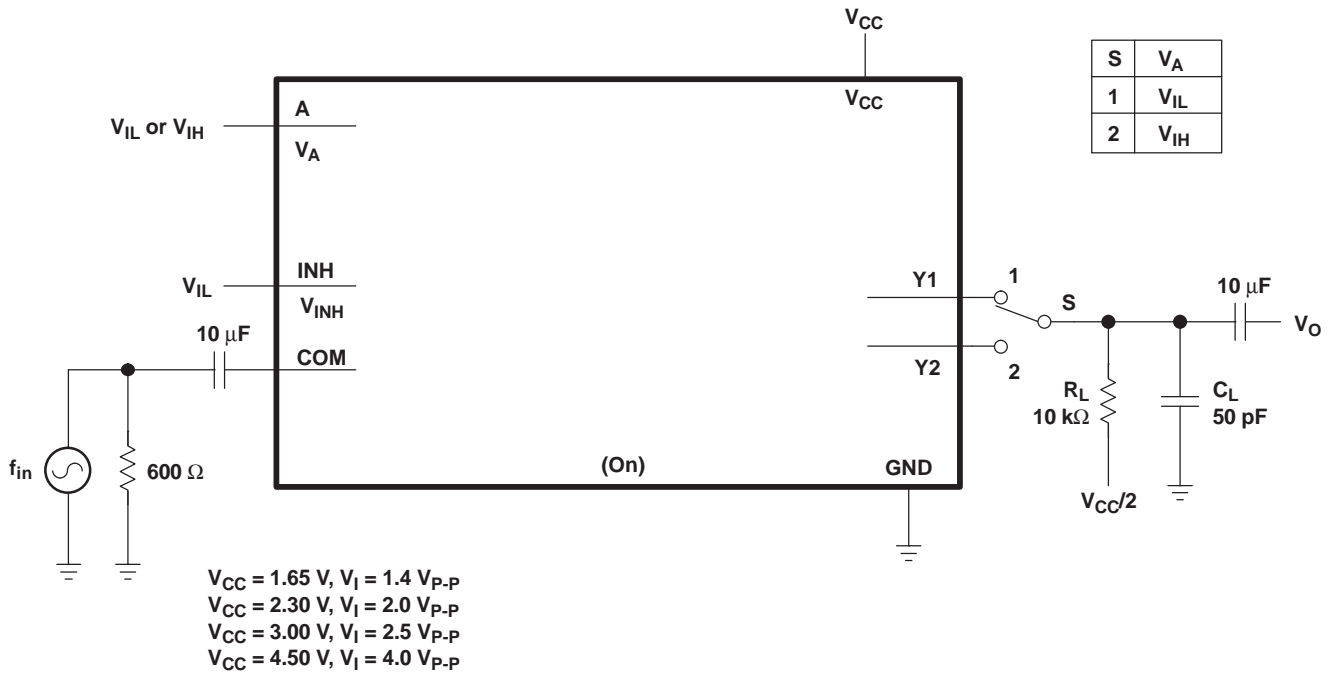 VCC
S VA
1 VIL
2 VIH
VCC
A
VIL or VIH
VA
INH
VIL
VINH
10 μF
COM
Y1
1
S
10 μF
VO
Y2
2
RL
10 kΩ
CL
50 pF
fin
600 Ω
(On)
GND
VCC/2
VCC = 1.65 V, VI = 1.4 VP-P
VCC = 2.30 V, VI = 2.0 VP-P
VCC = 3.00 V, VI = 2.5 VP-P
VCC = 4.50 V, VI = 4.0 VP-P